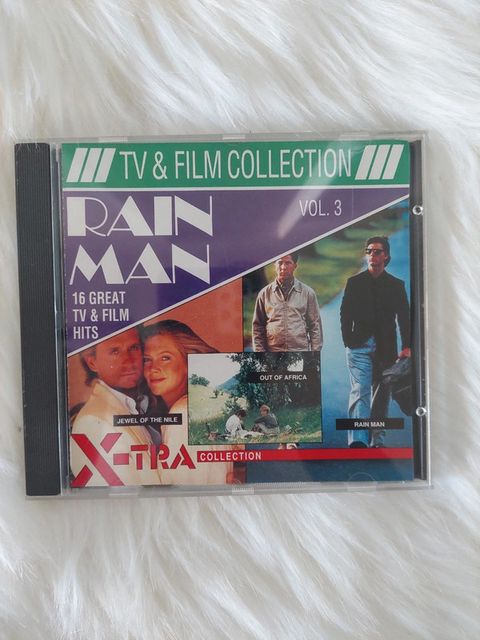 TV & FILM COLLECTION
RAIN
MAN
VOL. 3
16 GREAT
TV & FILM
HITS
OUT OF AFRICA
JEWEL OF THE NILE
RAIN MAN
X-TRA COLLECTION